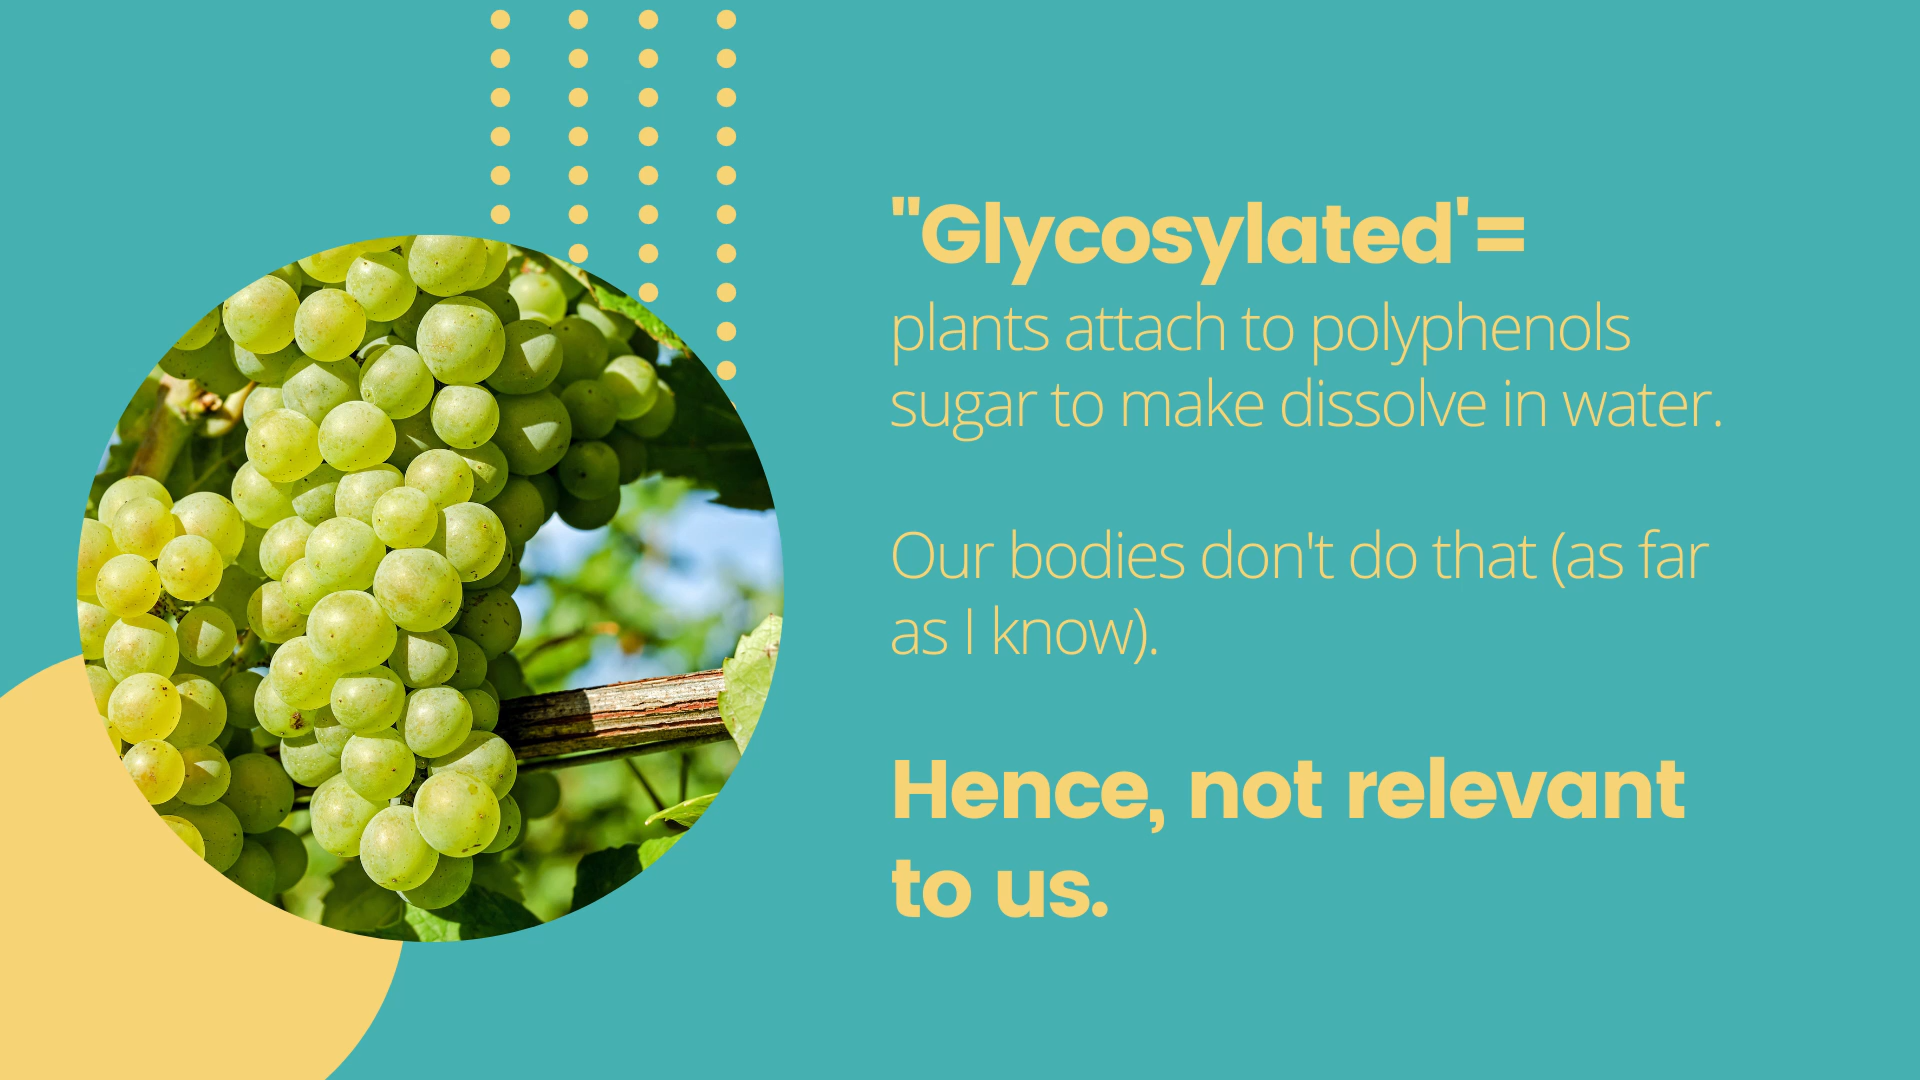 "Glycosylated'=
plants attach to polyphenols
sugar to make dissolve in water.
Our bodies don't do that (as far
as I know).
Hence, not relevant
to us.